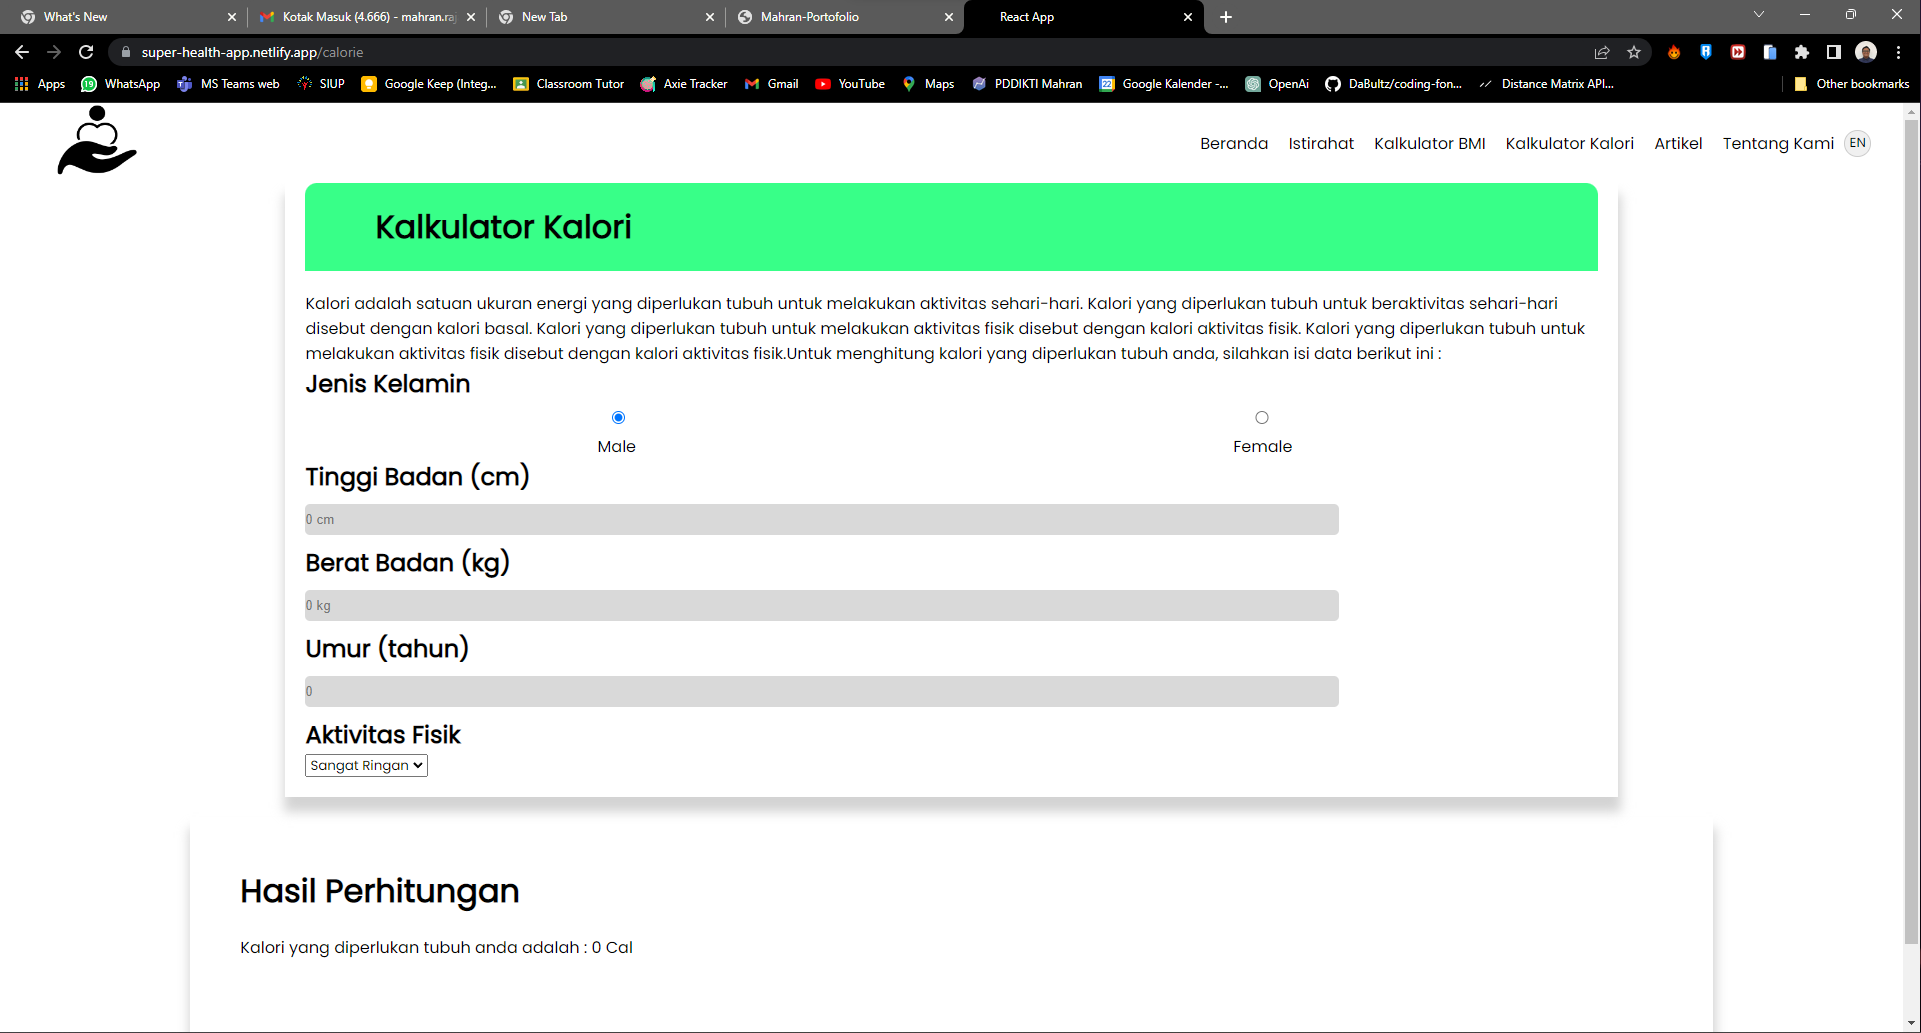 What's New
Kotak Masuk (4.666) - mahran.raj
New Tab
Mahran-Portofolio
React App
super-health-app.netlify.app/calorie
Apps
19
WhatsApp
MS Teams web
SIUP
Google Keep (Integ...
Classroom Tutor
Axie Tracker
Gmail
YouTube
Maps
PDDIKTI Mahran
22
Google Kalender -...
OpenAi
DaBultz/coding-fon...
Distance Matrix API...
Other bookmarks
Beranda
Istirahat
Kalkulator BMI
Kalkulator Kalori
Artikel
Tentang Kami
EN
Kalkulator Kalori
Kalori adalah satuan ukuran energi yang diperlukan tubuh untuk melakukan aktivitas sehari-hari. Kalori yang diperlukan tubuh untuk beraktivitas sehari-hari
disebut dengan kalori basal. Kalori yang diperlukan tubuh untuk melakukan aktivitas fisik disebut dengan kalori aktivitas fisik. Kalori yang diperlukan tubuh untuk
melakukan aktivitas fisik disebut dengan kalori aktivitas fisik.Untuk menghitung kalori yang diperlukan tubuh anda, silahkan isi data berikut ini :
Jenis Kelamin
Male
Female
Tinggi Badan (cm)
0 cm
Berat Badan (kg)
0 kg
Umur (tahun)
0
Aktivitas Fisik
Sangat Ringan
Hasil Perhitungan
Kalori yang diperlukan tubuh anda adalah : 0 Cal